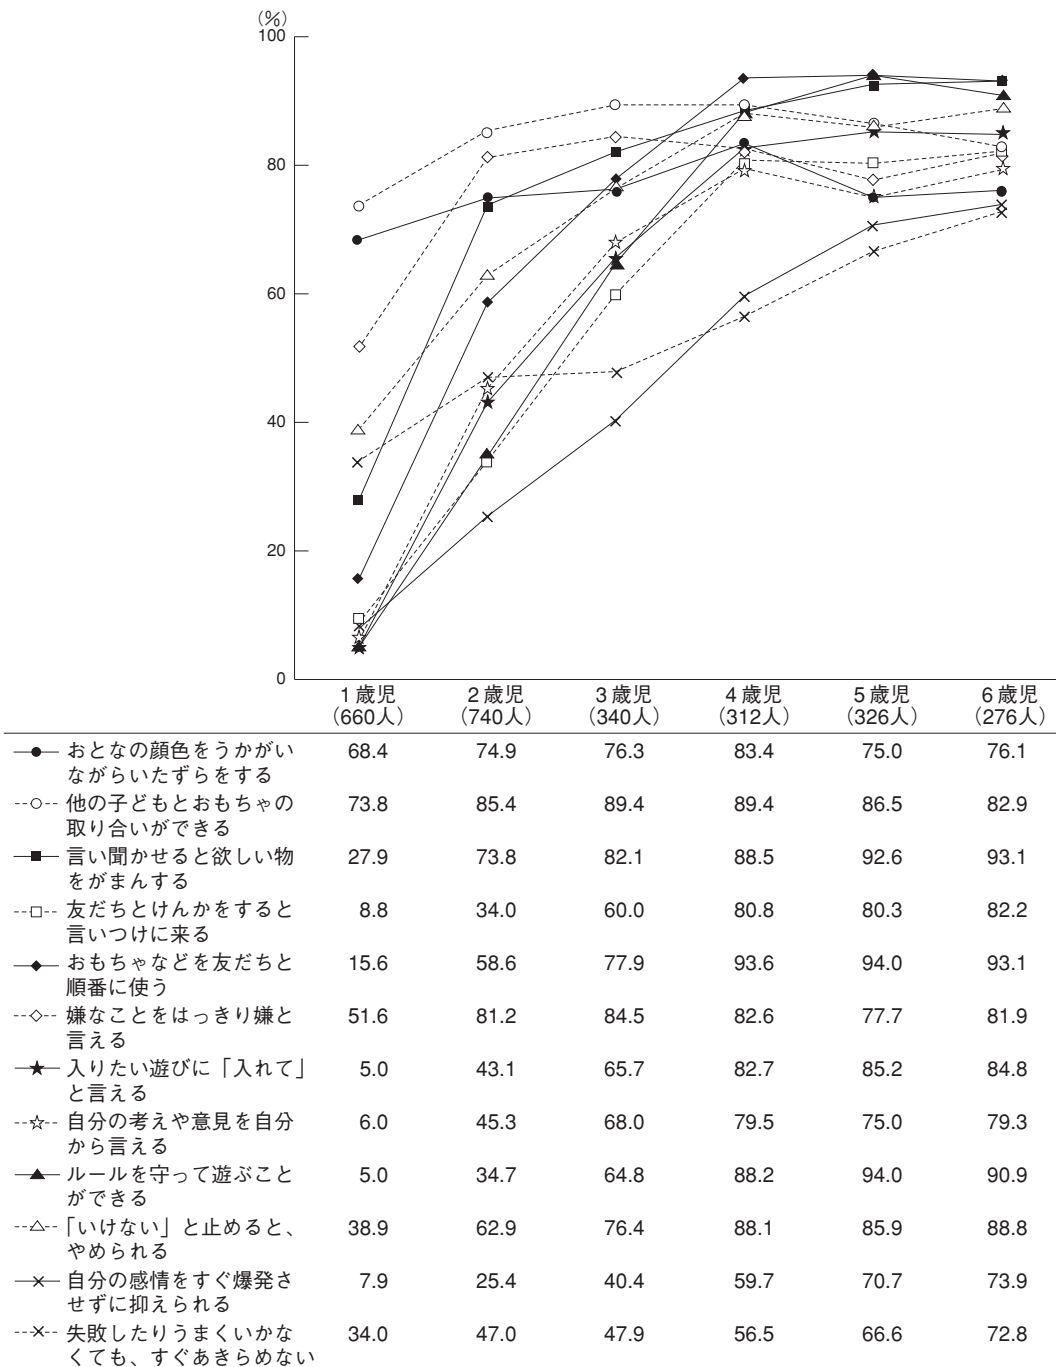 (%)
100
80
60
40
20
0
1歳児 2歳児 3歳児 4歳児 5歳児 6歳児
(660人) (740人) (340人) (312人) (326人) (276人)
おとなの顔色をうかがい 68.4 74.9 76.3 83.4 75.0 76.1
ながらいたずらをする
他の子どもとおもちゃの 73.8 85.4 89.4 89.4 86.5 82.9
取り合いができる
言い聞かせると欲しい物 27.9 73.8 82.1 88.5 92.6 93.1
をがまんする
友だちとけんかをすると 8.8 34.0 60.0 80.8 80.3 82.2
言いつけに来る
おもちゃなどを友だちと 15.6 58.6 77.9 93.6 94.0 93.1
順番に使う
嫌なことをはっきり嫌と 51.6 81.2 84.5 82.6 77.7 81.9
言える
入りたい遊びに「入れて」 5.0 43.1 65.7 82.7 85.2 84.8
と言える
自分の考えや意見を自分 6.0 45.3 68.0 79.5 75.0 79.3
から言える
ルールを守って遊ぶこと 5.0 34.7 64.8 88.2 94.0 90.9
ができる
「いけない」と止めると、 38.9 62.9 76.4 88.1 85.9 88.8
やめられる
自分の感情をすぐ爆発さ 7.9 25.4 40.4 59.7 70.7 73.9
せずに抑えられる
失敗したりうまくいかな 34.0 47.0 47.9 56.5 66.6 72.8
くても、すぐあきらめない